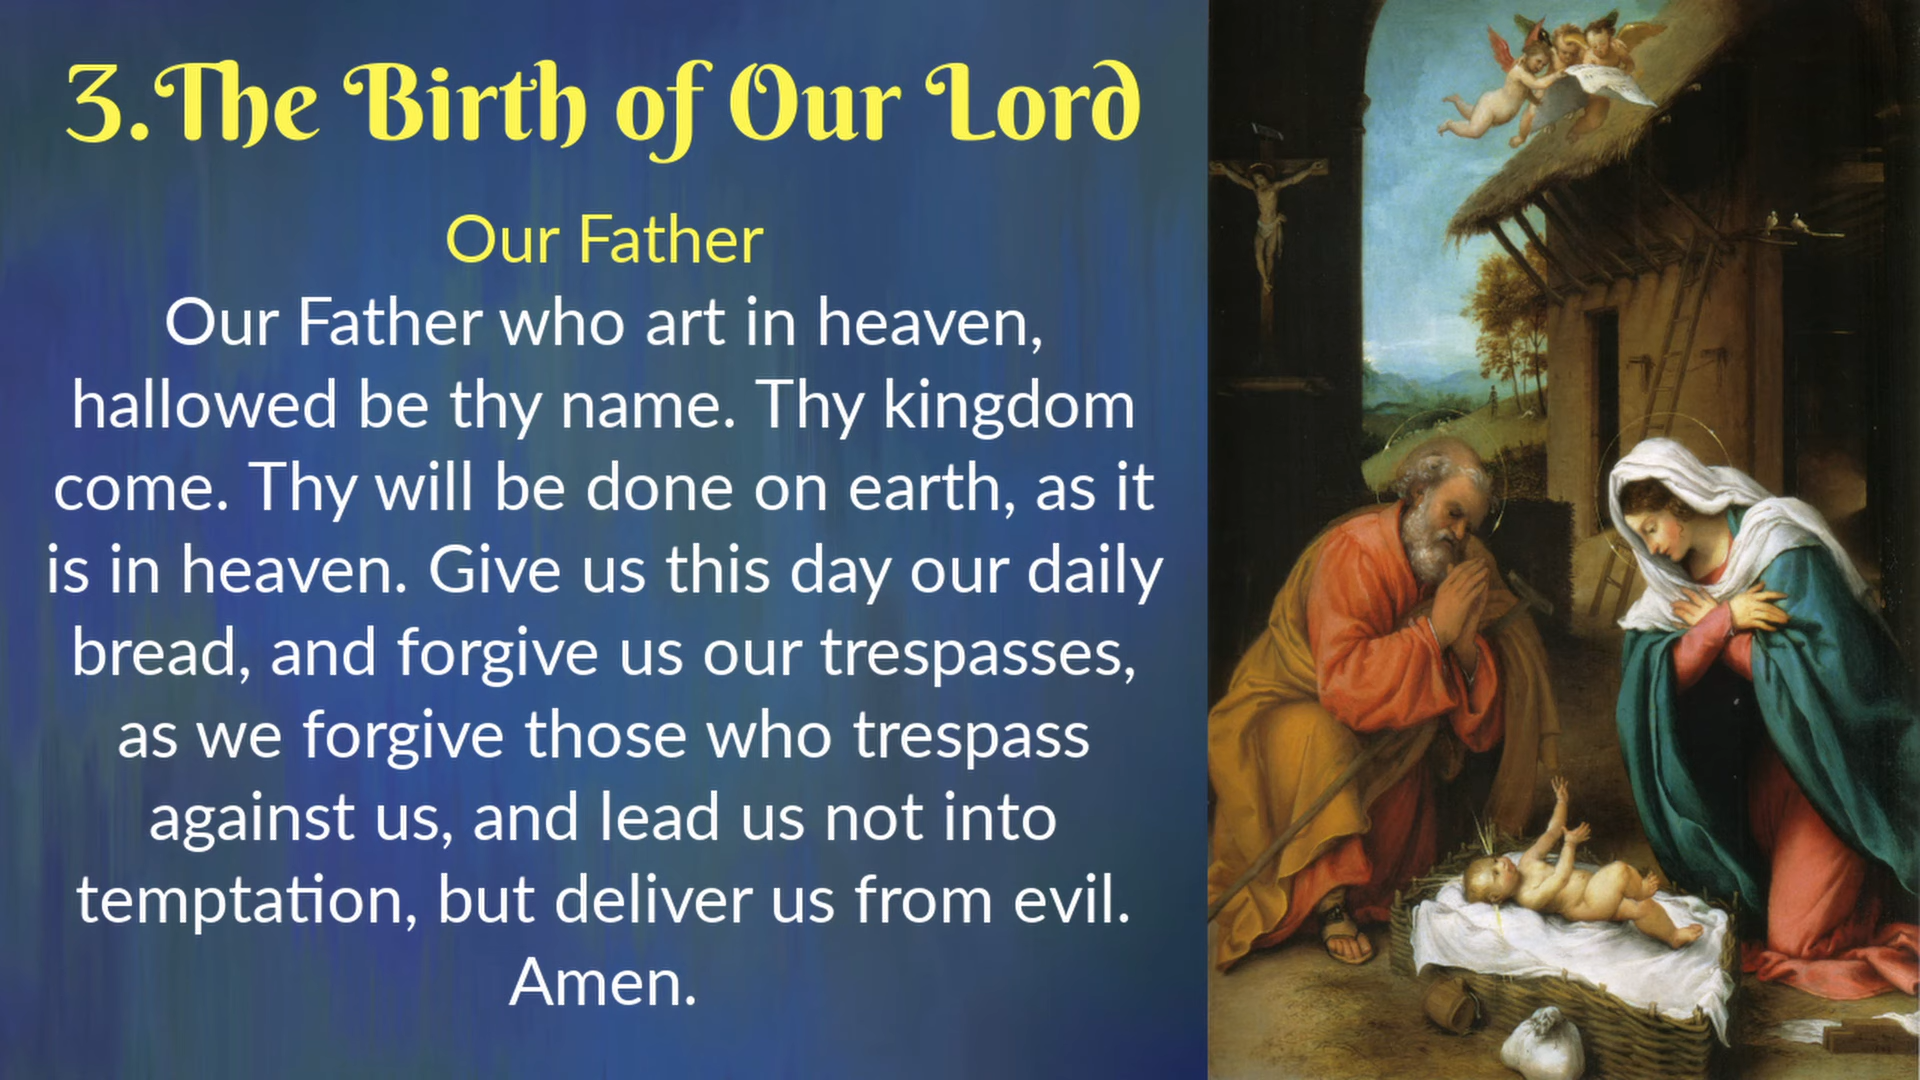 3.The Birth of Our Lord
Our Father
Our Father who art in heaven,
hallowed be thy name. Thy kingdom
come. Thy will be done on earth, as it
is in heaven. Give us this day our daily
bread, and forgive us our trespasses,
as we forgive those who trespass
against us, and lead us not into
temptation, but deliver us from evil.
Amen.